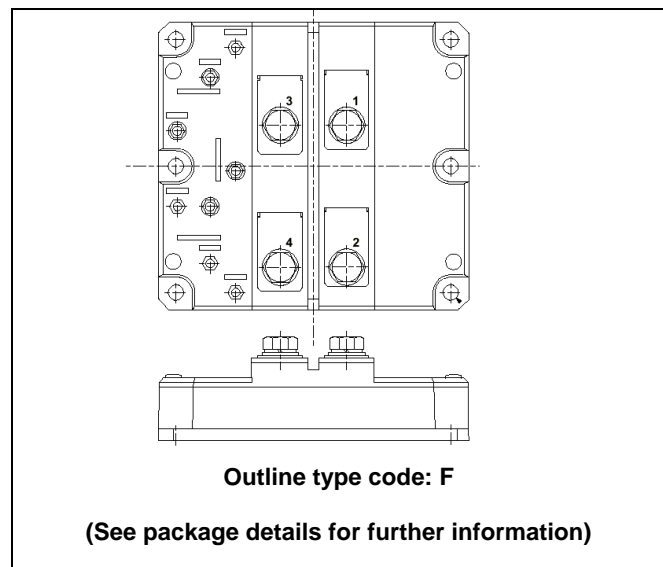 3 1
4 2
Outline type code: F
(See package details for further information)